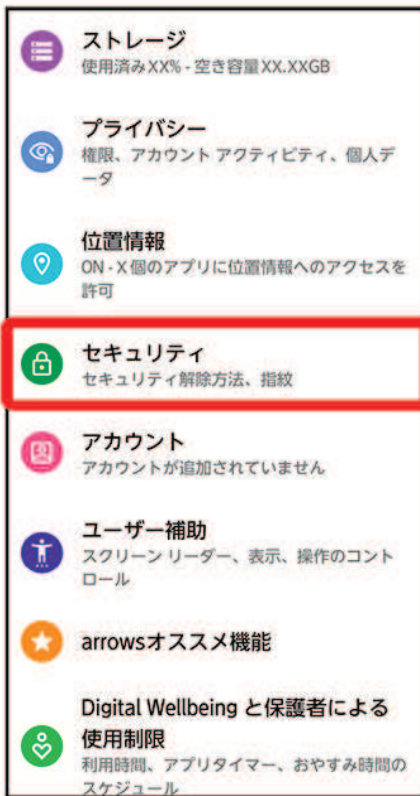 ストレージ
使用済みXX% - 空き容量XX.XXGB
プライバシー
権限、アカウント アクティビティ、個人デ
ータ
位置情報
ON - X 個のアプリに位置情報へのアクセスを
許可
セキュリティ
セキュリティ解除方法、指紋
アカウント
アカウントが追加されていません
ユーザー補助
スクリーン リーダー、表示、操作のコント
ロール
arrowsオススメ機能
Digital Wellbeing と保護者による
使用制限
利用時間、アプリタイマー、おやすみ時間の
スケジュール